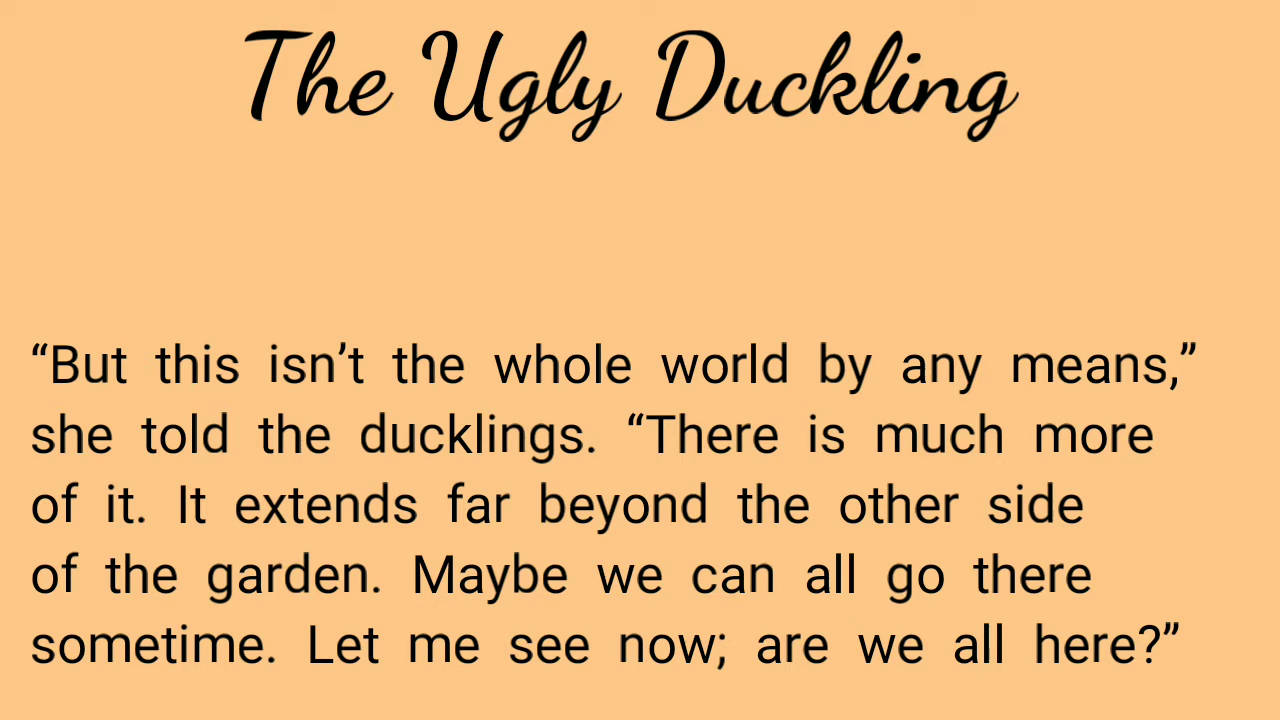 The Ugly Duckling
“But this isn’t the whole world by any means,”
she told the ducklings. “There is much more
of it. It extends far beyond the other side
of the garden. Maybe we can all go there
sometime. Let me see now; are we all here?”